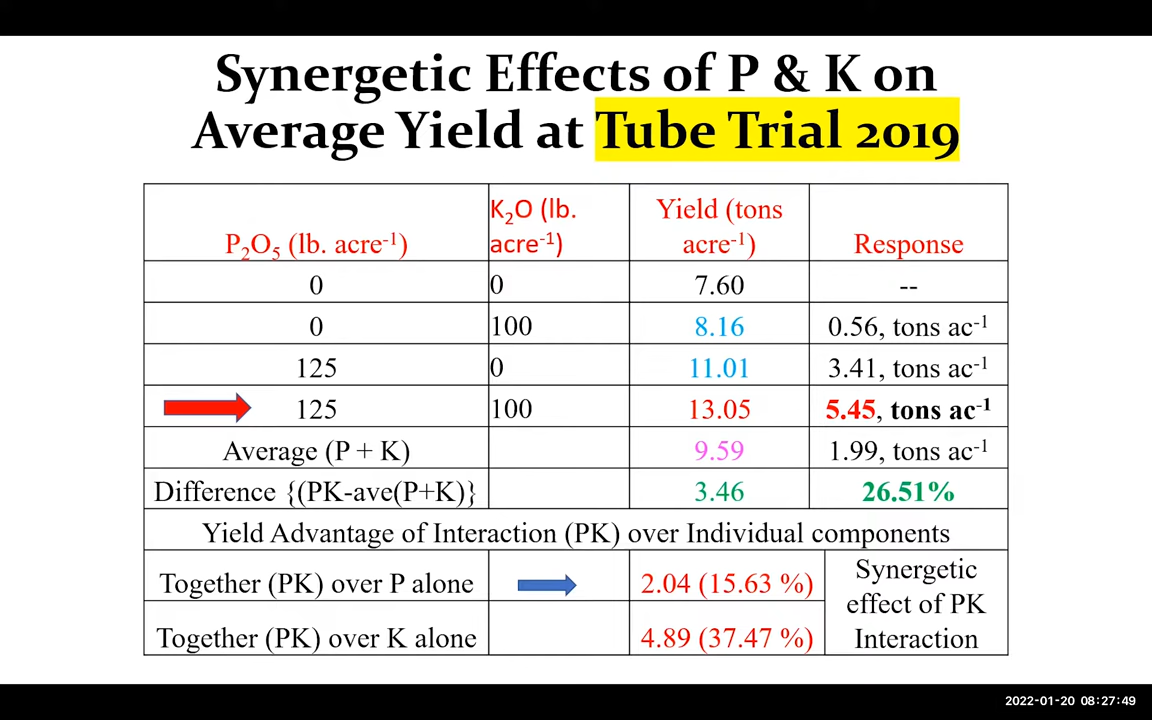 Synergetic Effects of P & K on
Average Yield at Tube Trial 2019
P₂O₅ (lb. acre⁻¹) K₂O (lb. acre⁻¹) Yield (tons acre⁻¹) Response
0 0 7.60 --
0 100 8.16 0.56, tons ac⁻¹
125 0 11.01 3.41, tons ac⁻¹
125 100 13.05 5.45, tons ac⁻¹
Average (P + K) 9.59 1.99, tons ac⁻¹
Difference {(PK-ave(P+K)} 3.46 26.51%
Yield Advantage of Interaction (PK) over Individual components
Together (PK) over P alone 2.04 (15.63 %)
Together (PK) over K alone 4.89 (37.47 %)
Synergetic
effect of PK
Interaction
2022-01-20 08:27:49